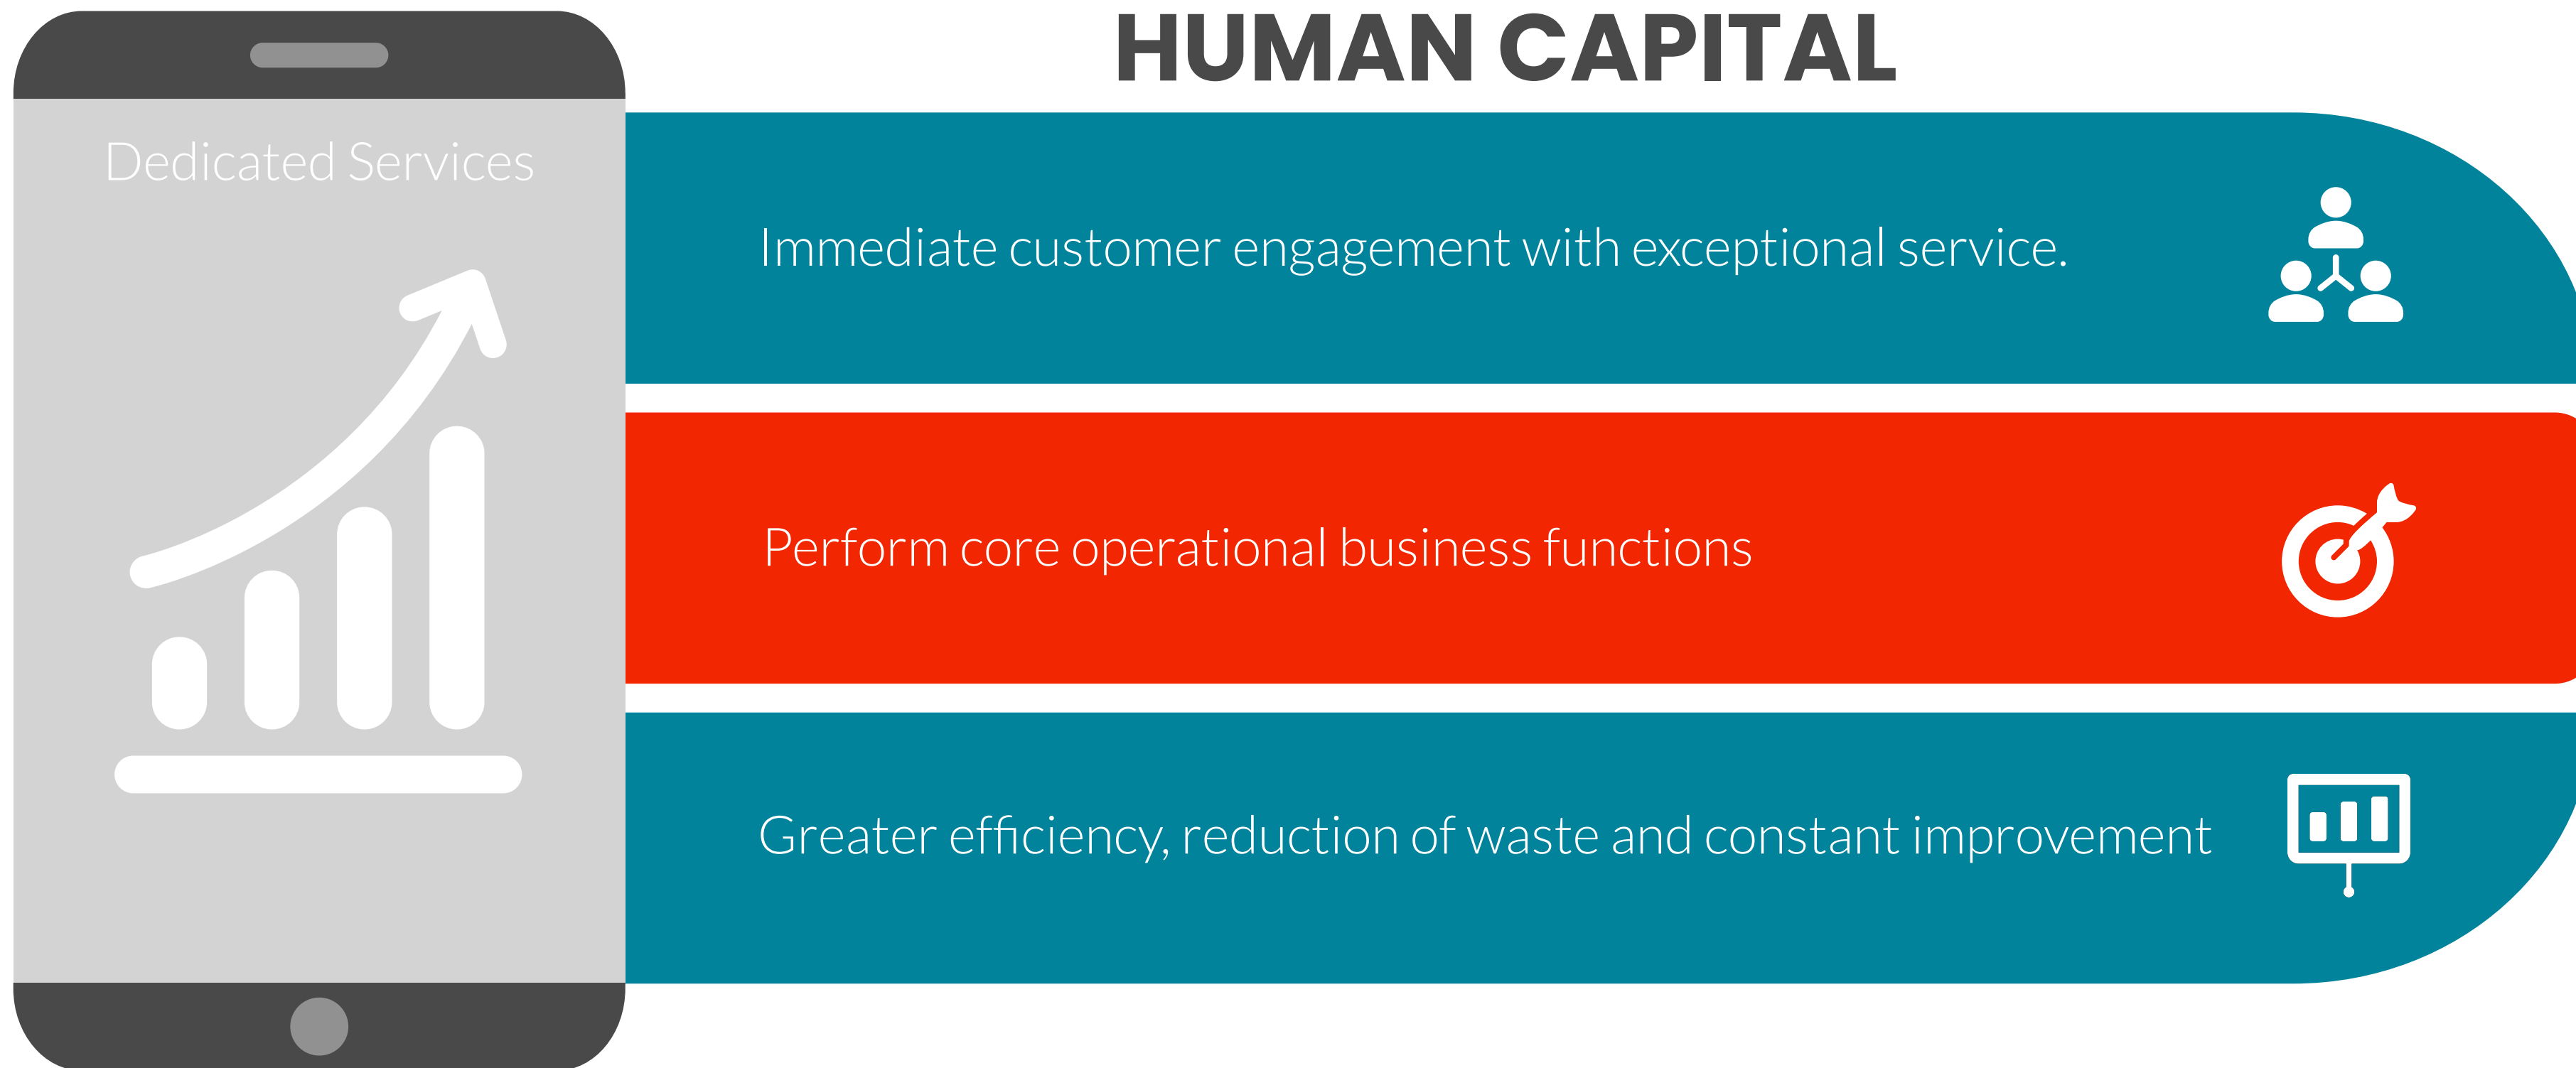 HUMAN CAPITAL
Dedicated Services
Immediate customer engagement with exceptional service.
Perform core operational business functions
Greater efficiency, reduction of waste and constant improvement